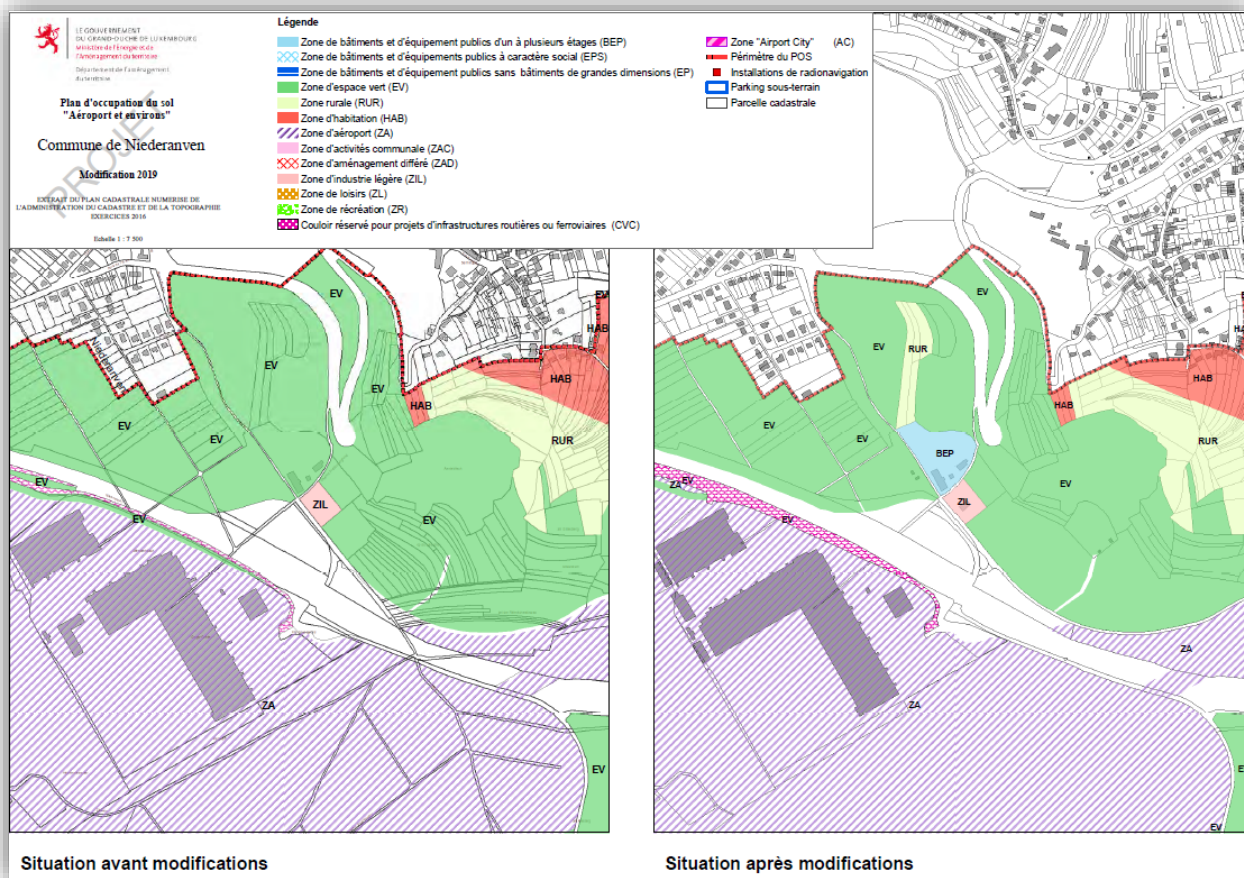 LE GOUVERNEMENT
DU GRAND-DUCHÉ DE LUXEMBOURG
Ministère de l'Énergie et de
l'Aménagement du territoire
Département de l'aménagement
du territoire
Plan d'occupation du sol
"Aéroport et environs"
Commune de Niederanven
Modification 2019
PROJET
EXTRAIT DU PLAN CADASTRALE NUMERISE DE
L'ADMINISTRATION DU CADASTRE ET DE LA TOPOGRAPHIE
EXERCICES 2016
Echelle 1 : 7 500
Légende
Zone de bâtiments et d'équipement publics d'un à plusieurs étages (BEP)
Zone de bâtiments et d'équipements publics à caractère social (EPS)
Zone de bâtiments et d'équipement publics sans bâtiments de grandes dimensions (EP)
Zone d'espace vert (EV)
Zone rurale (RUR)
Zone d'habitation (HAB)
Zone d'aéroport (ZA)
Zone d'activités communale (ZAC)
Zone d'aménagement différé (ZAD)
Zone d'industrie légère (ZIL)
Zone de loisirs (ZL)
Zone de récréation (ZR)
Couloir réservé pour projets d'infrastructures routières ou ferroviaires (CVC)
Zone "Airport City" (AC)
Périmètre du POS
Installations de radionavigation
Parking sous-terrain
Parcelle cadastrale
EV
EV
HAB
Niederanven
EV
EV
HAB
HAB
EV
EV
RUR
EV
ZIL
EV
EV
ZA
EV
EV
EV
RUR
HAB
HAB
EV
EV
RUR
BEP
EV
ZA
EV
ZIL
EV
ZA
ZA
EV
Situation avant modifications
Situation après modifications